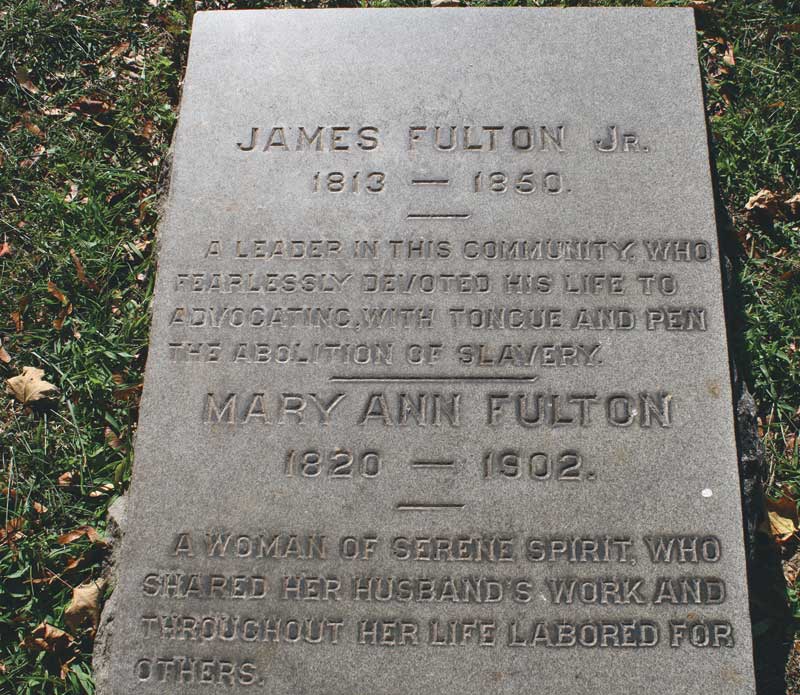 JAMES FULTON JR.
1813 — 1850.
A LEADER IN THIS COMMUNITY, WHO
FEARLESSLY DEVOTED HIS LIFE TO
ADVOCATING, WITH TONGUE AND PEN
THE ABOLITION OF SLAVERY.
MARY ANN FULTON
1820 — 1902.
A WOMAN OF SERENE SPIRIT, WHO
SHARED HER HUSBAND'S WORK, AND
THROUGHOUT HER LIFE LABORED FOR
OTHERS.